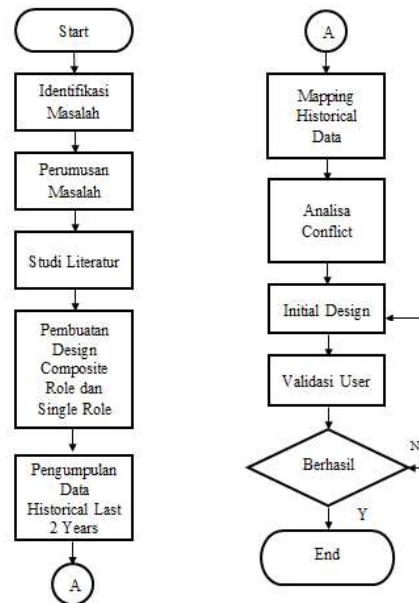 Start
Identifikasi
Masalah
Perumusan
Masalah
Studi Literatur
Pembuatan
Design
Composite
Role dan
Single Role
Pengumpulan
Data
Historical Last
2 Years
A
A
Mapping
Historical
Data
Analisa
Conflict
Initial Design
Validasi User
Berhasil
N
Y
End